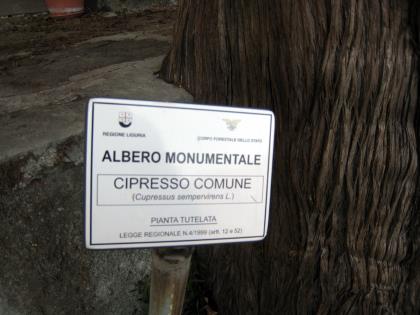 REGIONE LIGURIA
CORPO FORESTALE DELLO STATO
ALBERO MONUMENTALE
CIPRESSO COMUNE
(Cupressus sempervirens L.)
PIANTA TUTELATA
LEGGE REGIONALE N.4/1999 (artt. 12 e 52)